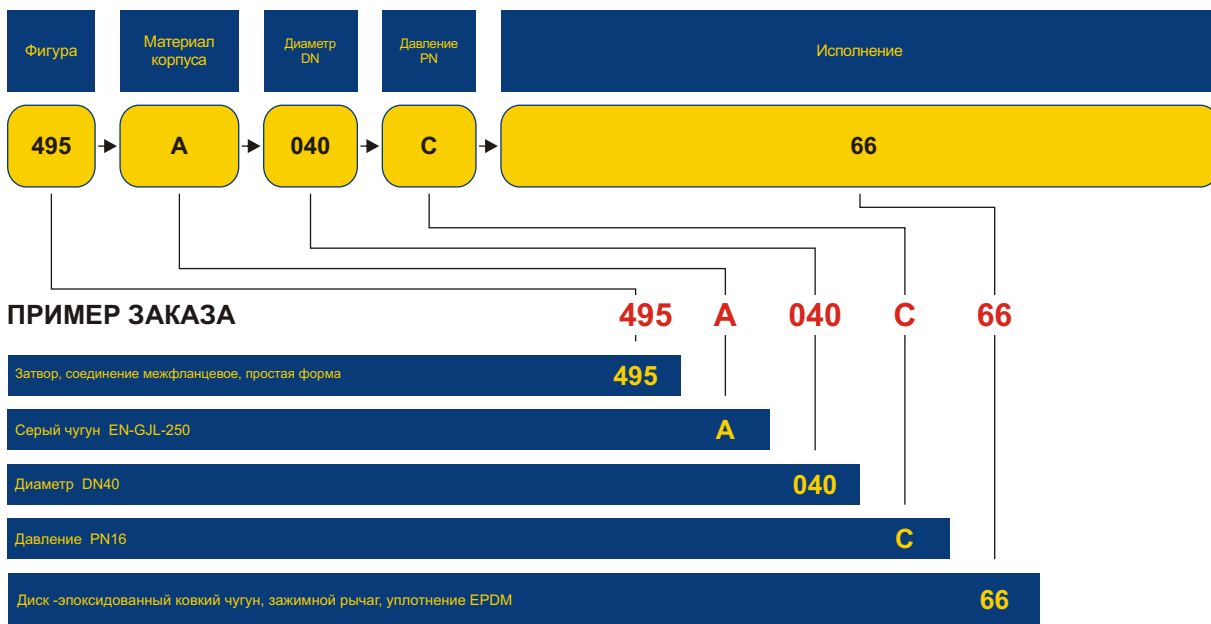 Фигура
Материал
корпуса
Диаметр
DN
Давление
PN
Исполнение
495
A
040
C
66
ПРИМЕР ЗАКАЗА
495 A 040 C 66
Затвор, соединение межфланцевое, простая форма 495
Серый чугун EN-GJL-250 A
Диаметр DN40 040
Давление PN16 C
Диск -эпоксидованный ковкий чугун, зажимной рычаг, уплотнение EPDM 66